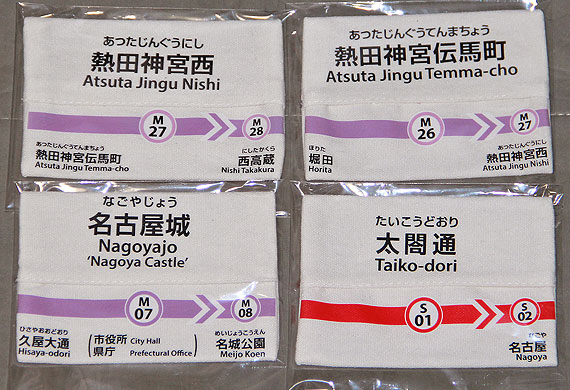 あつたじんぐうにし
熱田神宮西
Atsuta Jingu Nishi
M
27
M
28
あつたじんぐうてんまちょう
熱田神宮伝馬町
Atsuta Jingu Temma-cho
にしたかくら
西高蔵
Nishi Takakura
あつたじんぐうてんまちょう
熱田神宮伝馬町
Atsuta Jingu Temma-cho
M
26
M
27
ほりた
堀田
Horita
あつたじんぐうにし
熱田神宮西
Atsuta Jingu Nishi
なごやじょう
名古屋城
Nagoyajo
'Nagoya Castle'
M
07
M
08
ひさやおおどおり
久屋大通
Hisaya-odori
(市役所 City Hall
県庁 Prefectural Office)
めいじょうこうえん
名城公園
Meijo Koen
たいこうどおり
太閤通
Taiko-dori
S
01
S
02
なごや
名古屋
Nagoya